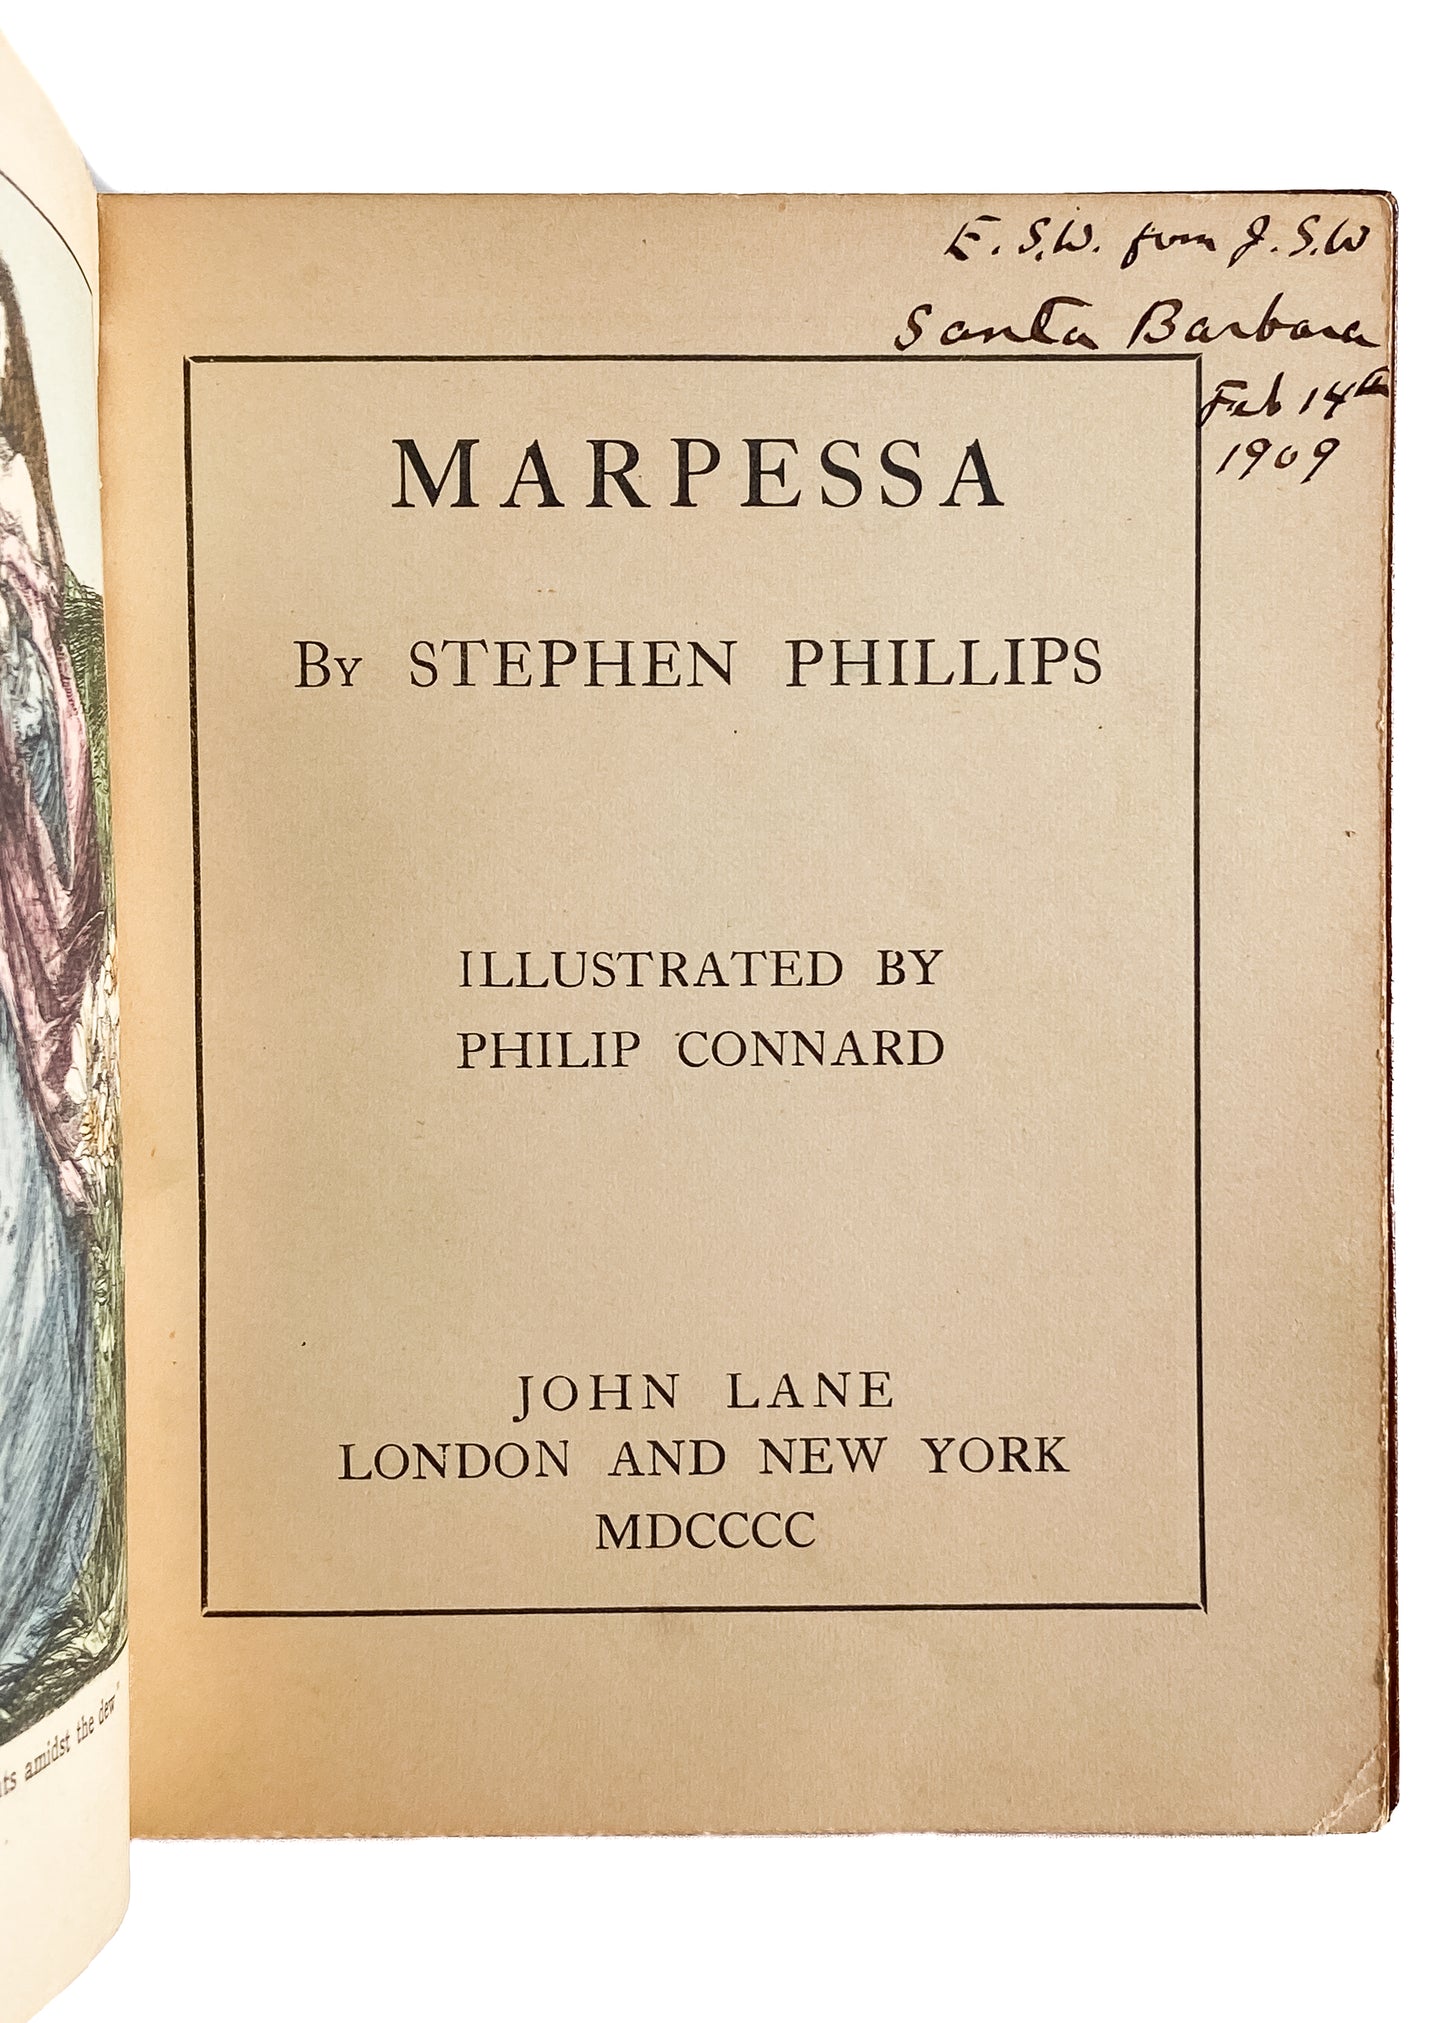 E. S.W. from J. S.W
Santa Barbara
Feb 14th
1909
MARPESSA
By STEPHEN PHILLIPS
ILLUSTRATED BY
PHILIP CONNARD
JOHN LANE
LONDON AND NEW YORK
MDCCCC
amidst the dew"